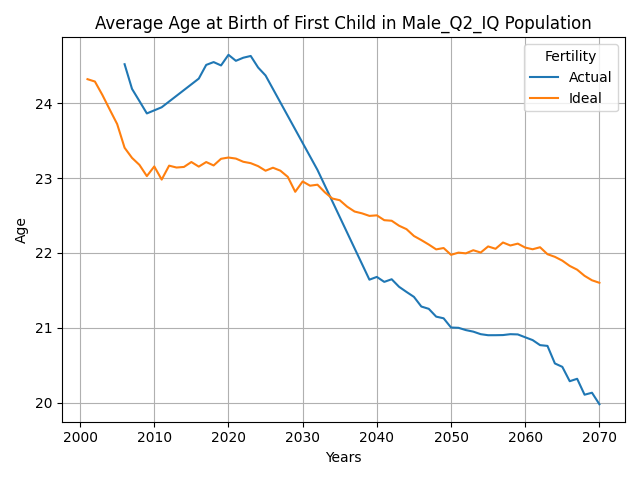 Average Age at Birth of First Child in Male_Q2_IQ Population
Fertility
Actual
Ideal
Age
24
23
22
21
20
2000 2010 2020 2030 2040 2050 2060 2070
Years